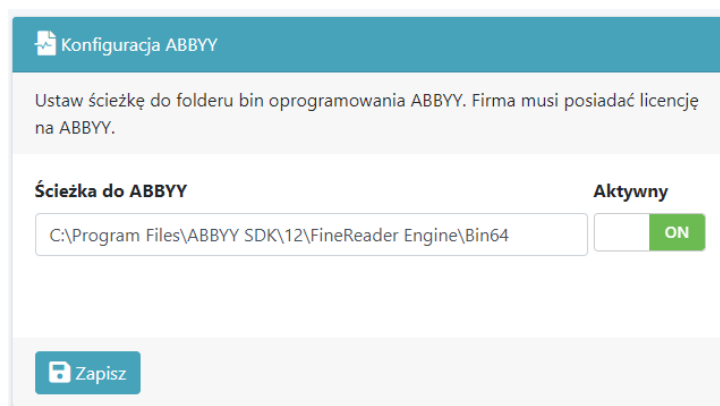 Konfiguracja ABBYY
Ustaw ścieżkę do folderu bin oprogramowania ABBYY. Firma musi posiadać licencję
na ABBYY.
Ścieżka do ABBYY
Aktywny
C:\Program Files\ABBYY SDK\12\FineReader Engine\Bin64
ON
Zapisz